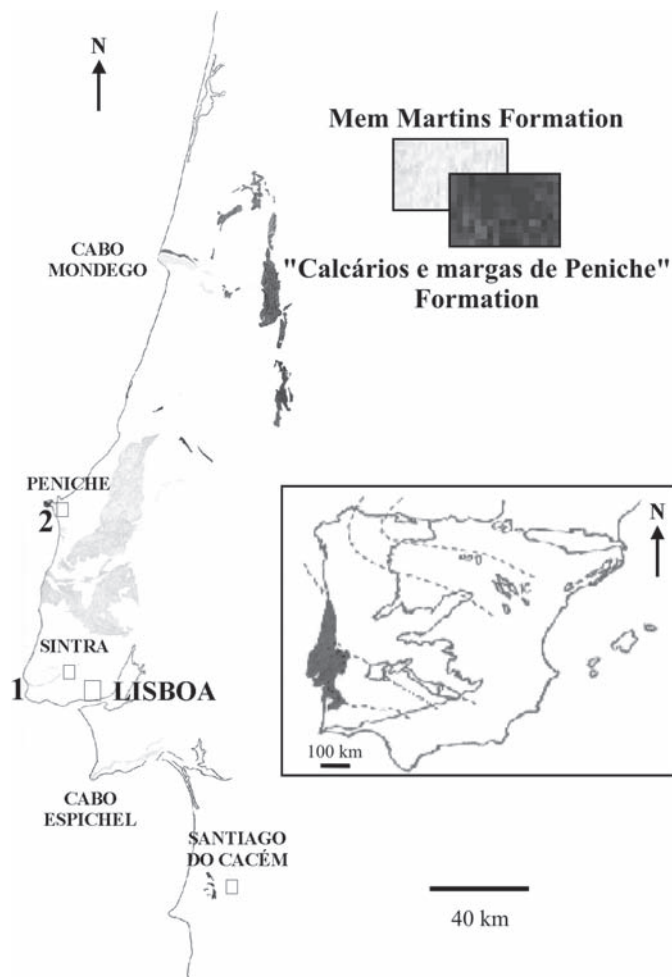 N
Mem Martins Formation
"Calcários e margas de Peniche"
Formation
CABO
MONDEGO
PENICHE
2
N
SINTRA
1
LISBOA
100 km
CABO
ESPICHEL
SANTIAGO
DO CACÉM
40 km